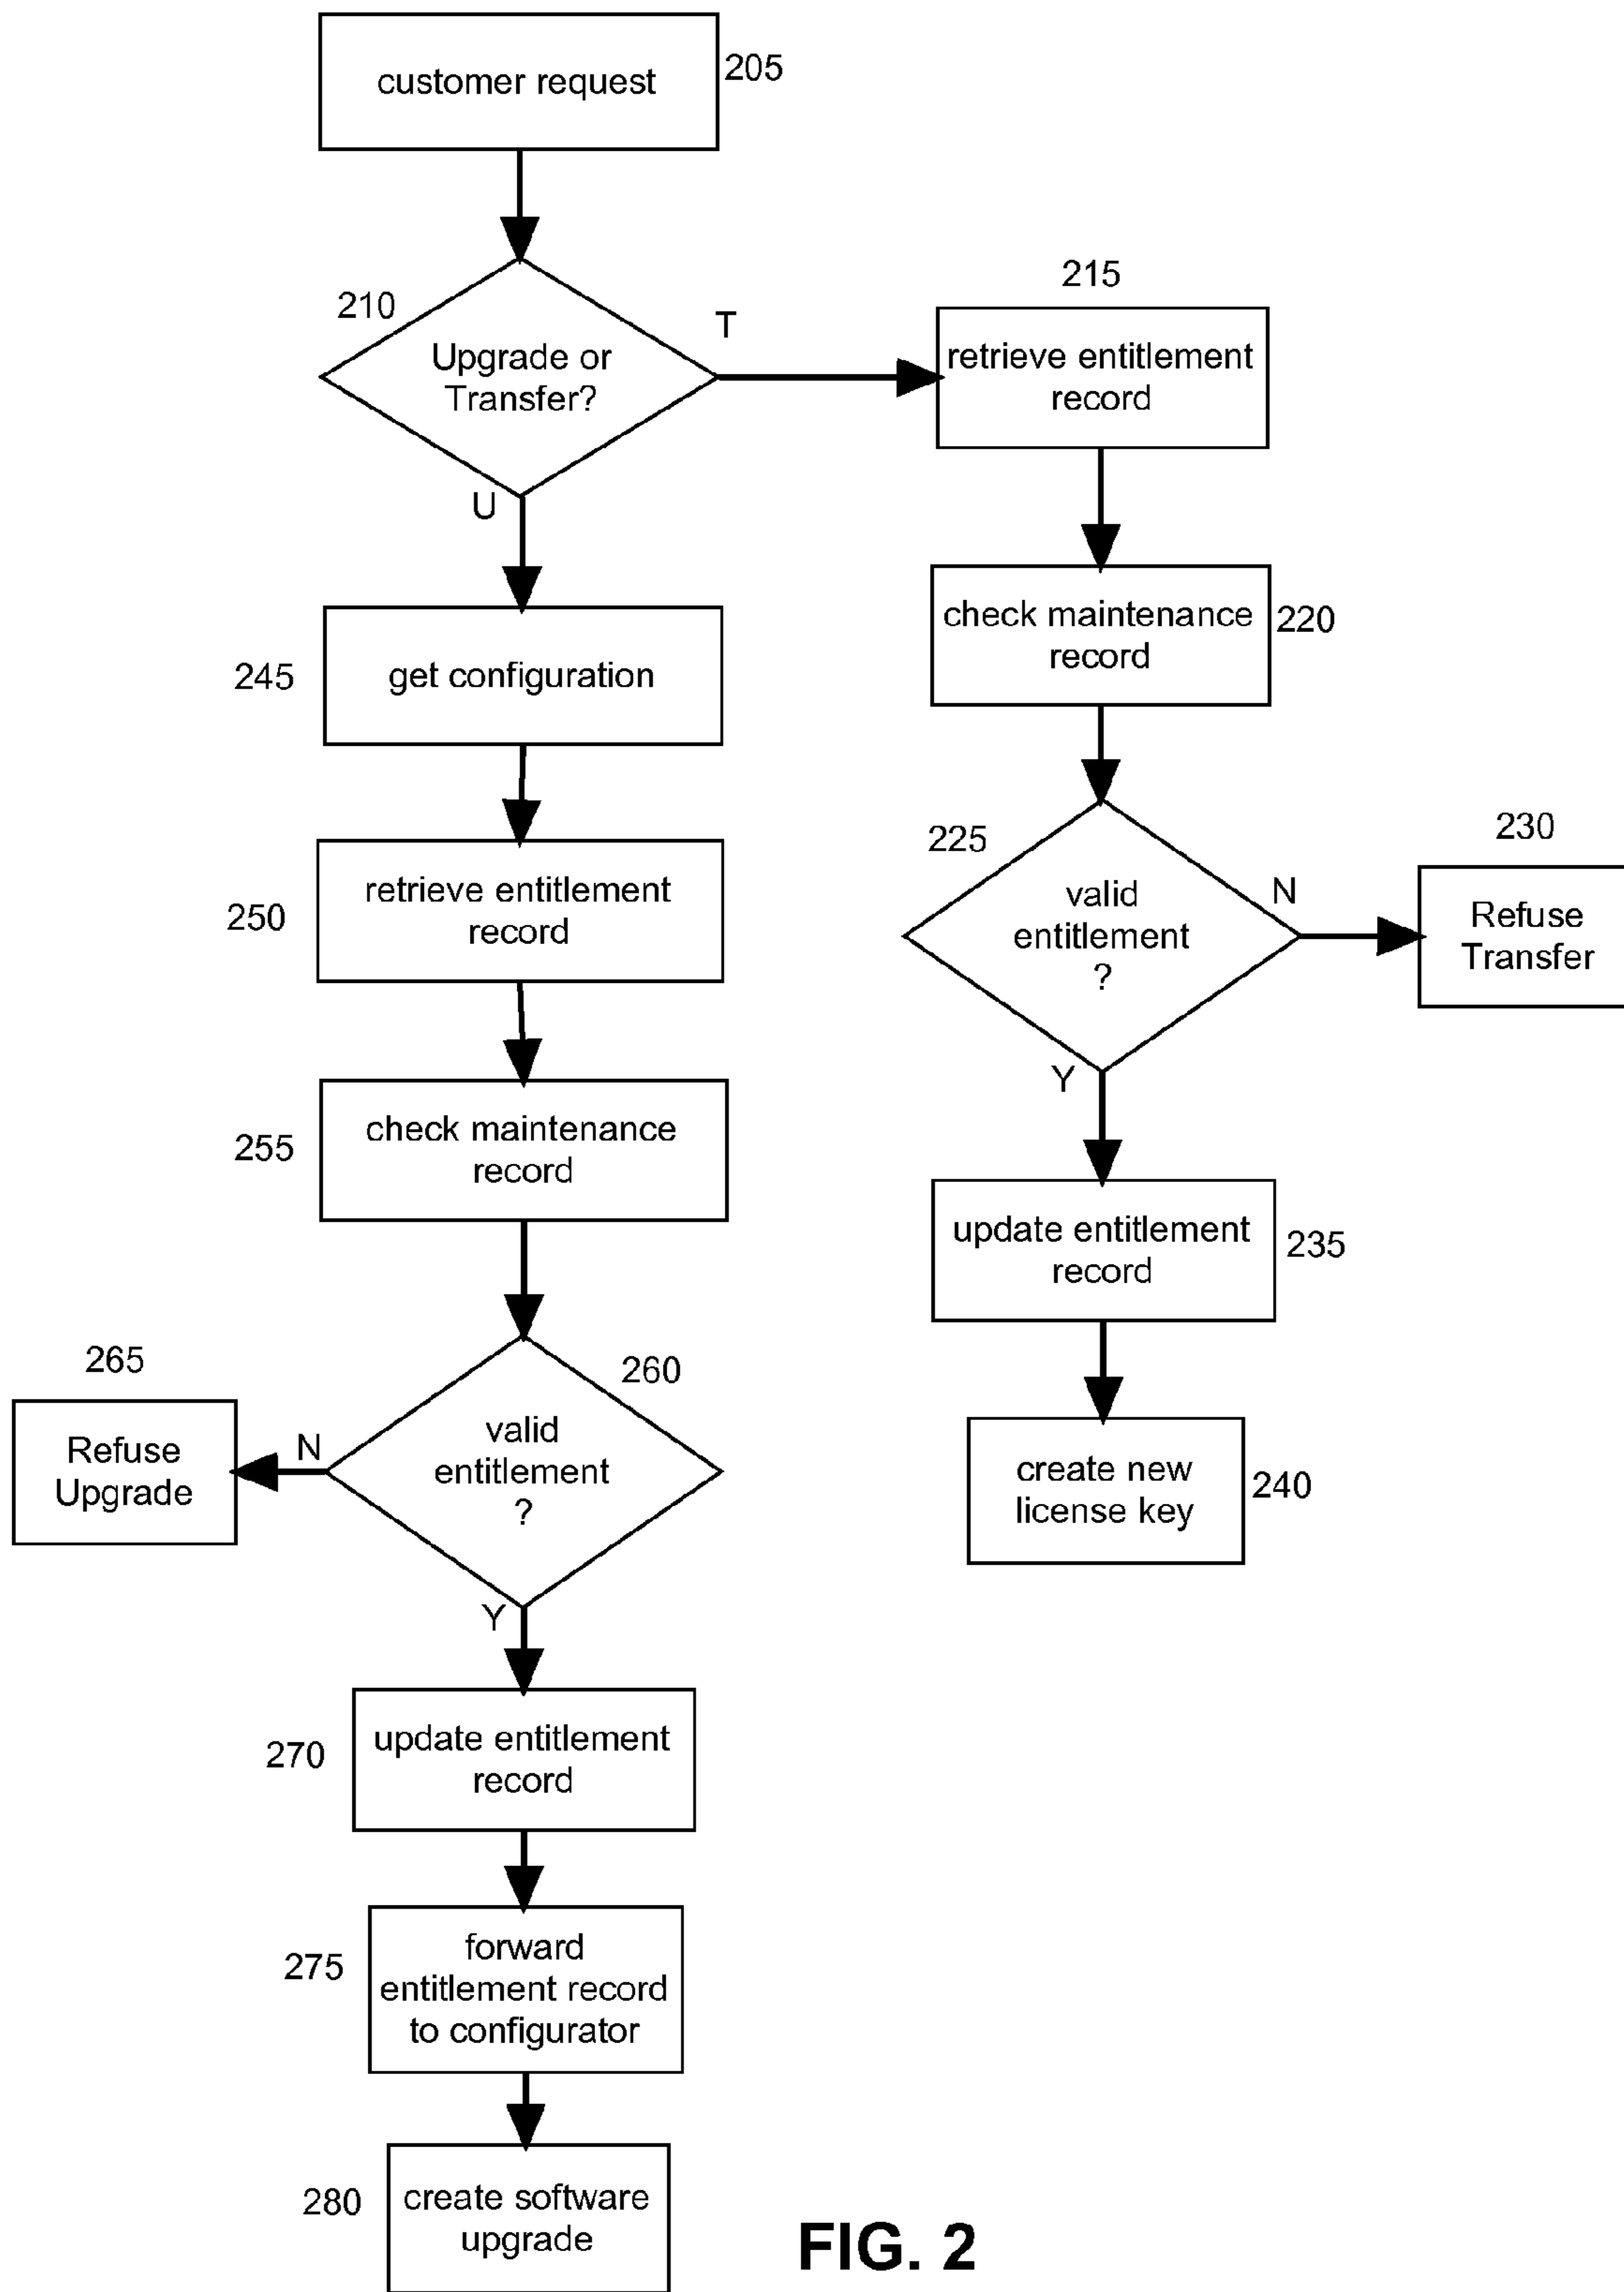 customer request
205
210
Upgrade or
Transfer?
T
U
215
retrieve entitlement
record
check maintenance
record
220
225
valid
entitlement
?
N
Y
230
Refuse
Transfer
update entitlement
record
235
create new
license key
240
245
get configuration
250
retrieve entitlement
record
255
check maintenance
record
260
valid
entitlement
?
N
Y
265
Refuse
Upgrade
270
update entitlement
record
275
forward
entitlement record
to configurator
280
create software
upgrade
FIG. 2